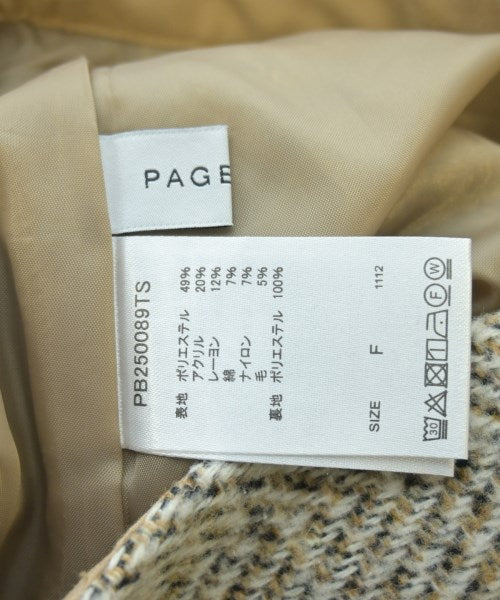 PAGE
PB250089TS
表地 ポリエステル 49%
アクリル 20%
レーヨン 12%
綿 7%
ナイロン 7%
毛 5%
裏地 ポリエステル 100%
SIZE F 1112
30 F W